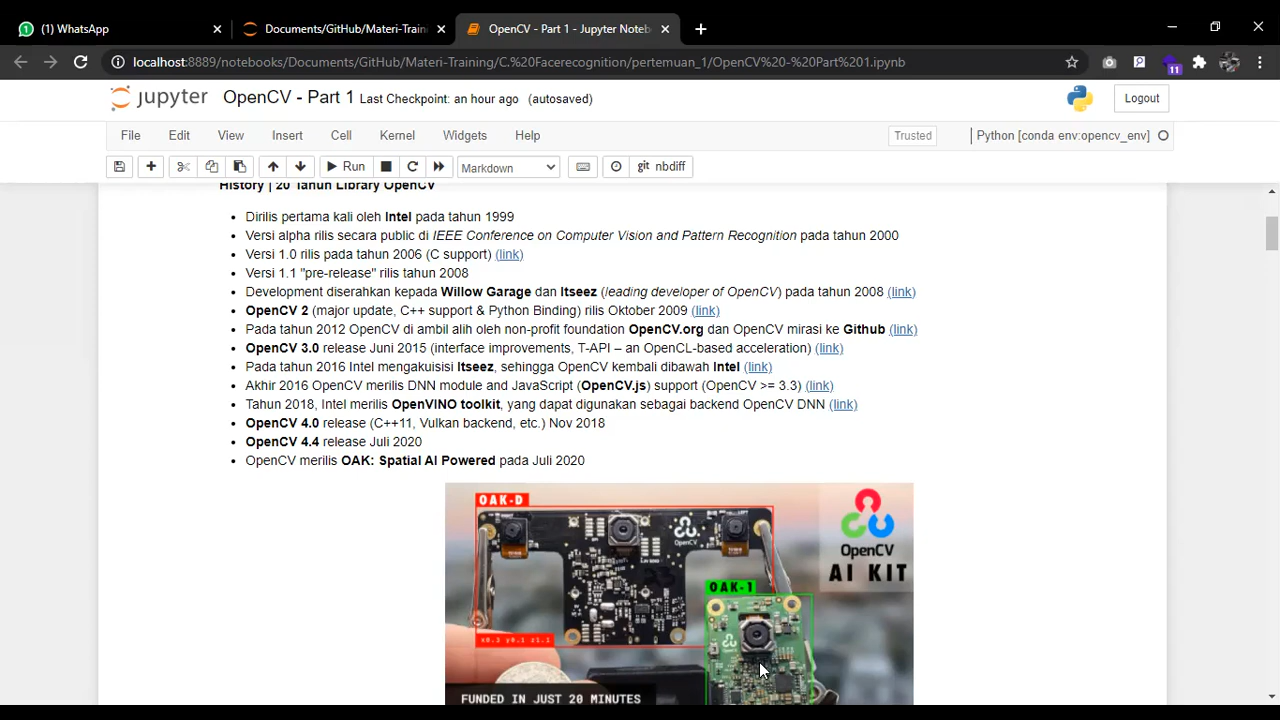 (1) WhatsApp
Documents/GitHub/Materi-Traini
OpenCV - Part 1 - Jupyter Noteb
localhost:8889/notebooks/Documents/GitHub/Materi-Training/C.%20Facerecognition/pertemuan_1/OpenCV%20-%20Part%201.ipynb
11
jupyter OpenCV - Part 1 Last Checkpoint: an hour ago (autosaved)
Logout
File Edit View Insert Cell Kernel Widgets Help
Trusted
Python [conda env:opencv_env]
Run Markdown git nbdiff
History | 20 Tahun Library OpenCV
Dirilis pertama kali oleh Intel pada tahun 1999
Versi alpha rilis secara public di IEEE Conference on Computer Vision and Pattern Recognition pada tahun 2000
Versi 1.0 rilis pada tahun 2006 (C support) (link)
Versi 1.1 "pre-release" rilis tahun 2008
Development diserahkan kepada Willow Garage dan Itseez (leading developer of OpenCV) pada tahun 2008 (link)
OpenCV 2 (major update, C++ support & Python Binding) rilis Oktober 2009 (link)
Pada tahun 2012 OpenCV di ambil alih oleh non-profit foundation OpenCV.org dan OpenCV mirasi ke Github (link)
OpenCV 3.0 release Juni 2015 (interface improvements, T-API – an OpenCL-based acceleration) (link)
Pada tahun 2016 Intel mengakuisisi Itseez, sehingga OpenCV kembali dibawah Intel (link)
Akhir 2016 OpenCV merilis DNN module and JavaScript (OpenCV.js) support (OpenCV >= 3.3) (link)
Tahun 2018, Intel merilis OpenVINO toolkit, yang dapat digunakan sebagai backend OpenCV DNN (link)
OpenCV 4.0 release (C++11, Vulkan backend, etc.) Nov 2018
OpenCV 4.4 release Juli 2020
OpenCV merilis OAK: Spatial AI Powered pada Juli 2020
OAK-D
OpenCV
OpenCV
AI KIT
OAK-1
x0.3 y0.1 z1.1
FUNDED IN JUST 20 MINUTES